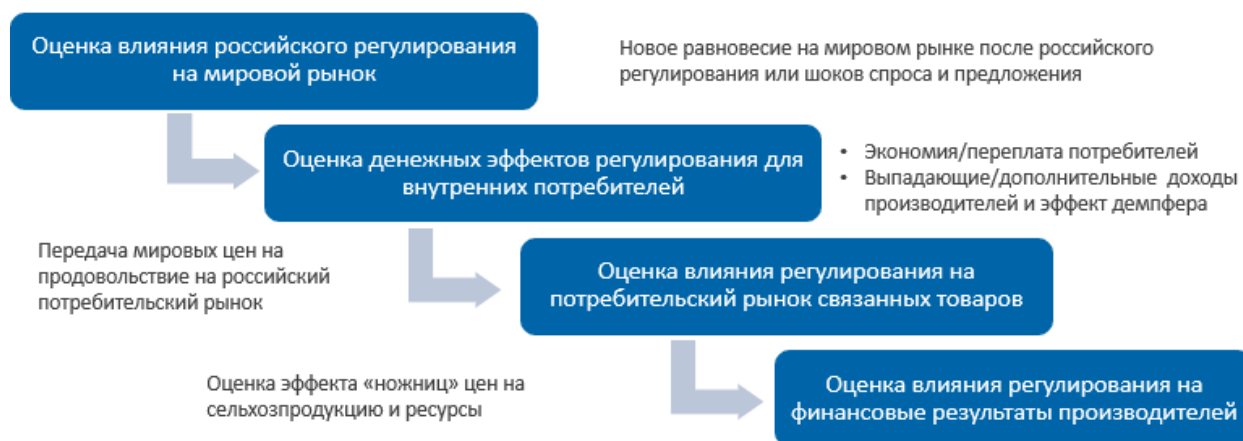 Оценка влияния российского регулирования
на мировой рынок
Новое равновесие на мировом рынке после российского
регулирования или шоков спроса и предложения
Оценка денежных эффектов регулирования для
внутренних потребителей
• Экономия/переплата потребителей
• Выпадающие/дополнительные доходы
производителей и эффект демпфера
Передача мировых цен на
продовольствие на российский
потребительский рынок
Оценка влияния регулирования на
потребительский рынок связанных товаров
Оценка эффекта «ножниц» цен на
сельхозпродукцию и ресурсы
Оценка влияния регулирования на
финансовые результаты производителей